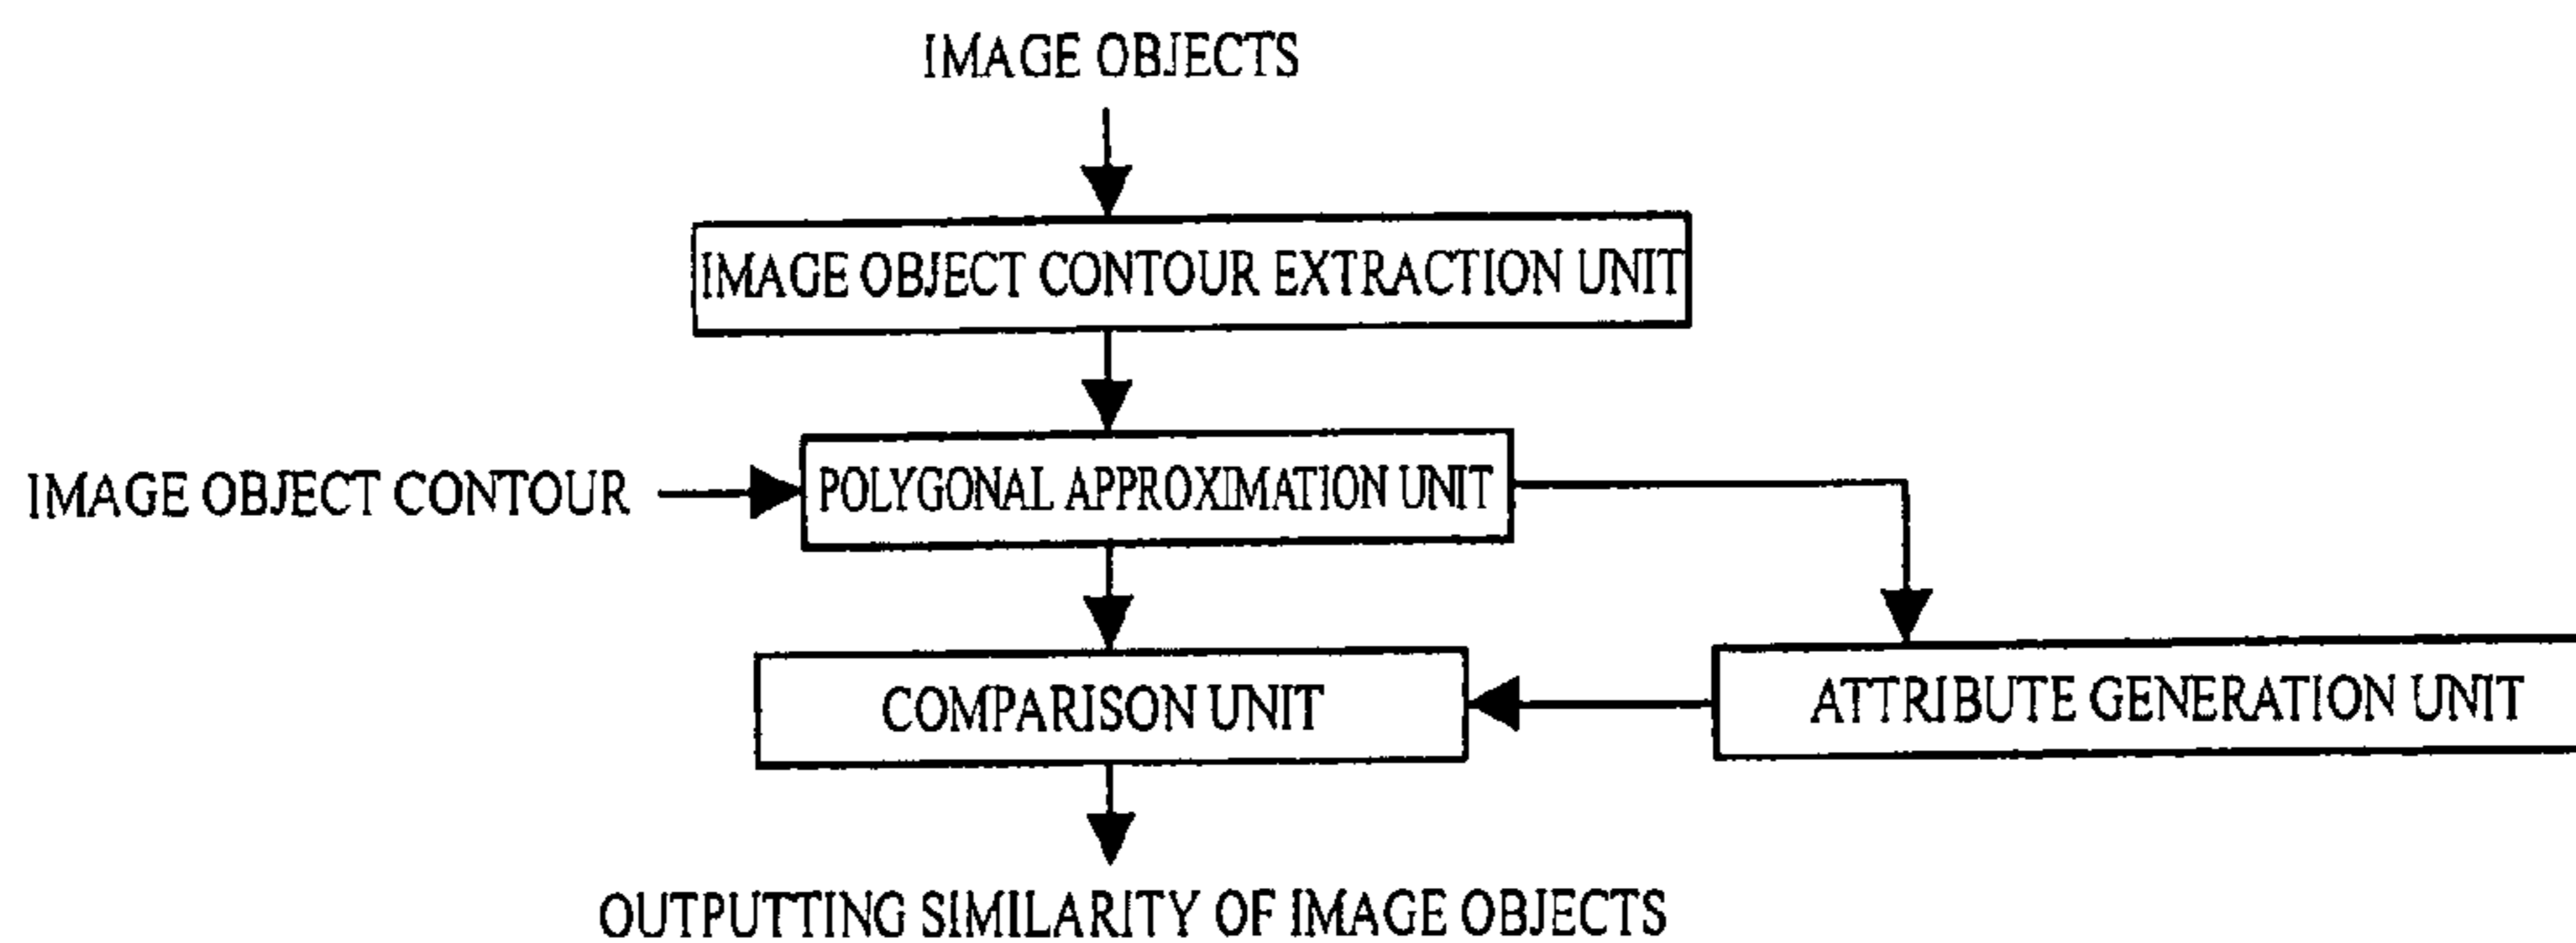 IMAGE OBJECTS
IMAGE OBJECT CONTOUR EXTRACTION UNIT
IMAGE OBJECT CONTOUR
POLYGONAL APPROXIMATION UNIT
COMPARISON UNIT
ATTRIBUTE GENERATION UNIT
OUTPUTTING SIMILARITY OF IMAGE OBJECTS